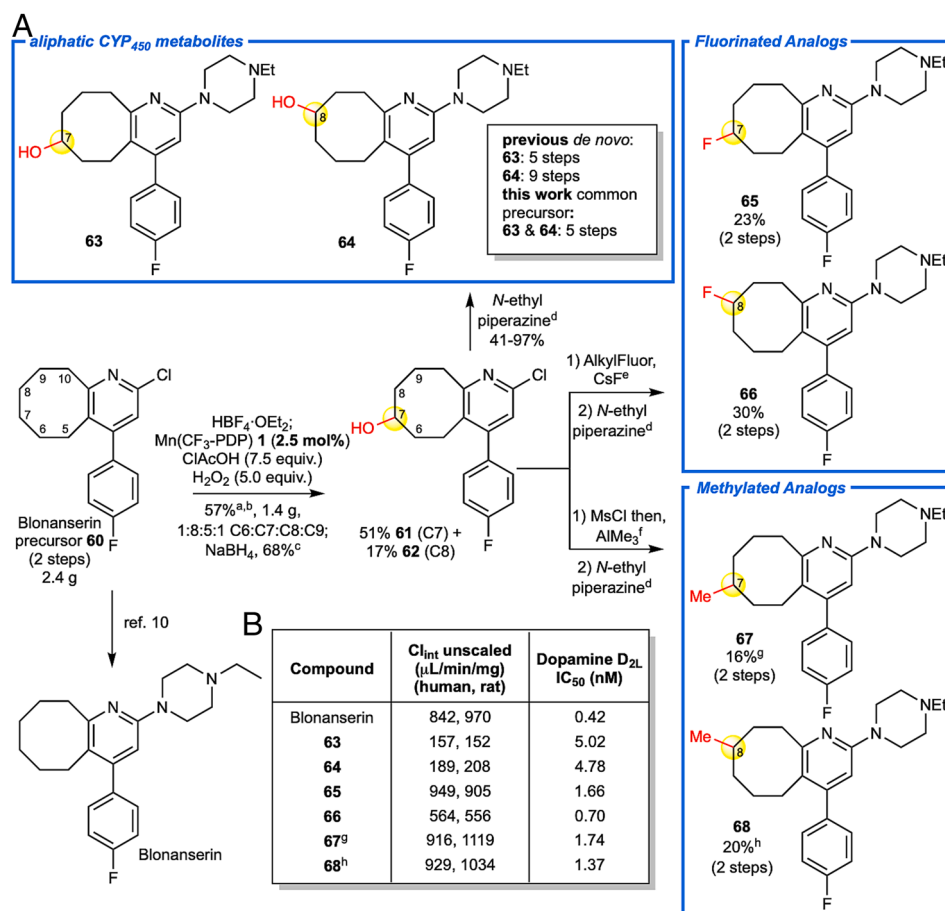 A
aliphatic CYP450 metabolites
HO
7
N
N
NEt
F
63
HO
8
N
N
NEt
F
64
previous de novo:
63: 5 steps
64: 9 steps
this work common
precursor:
63 & 64: 5 steps
Fluorinated Analogs
F
7
N
N
NEt
F
65
23%
(2 steps)
F
8
N
N
NEt
F
66
30%
(2 steps)
N-ethyl
piperazineᵈ
41-97%
9
10
8
7
6
5
N
Cl
F
Blonanserin
precursor 60
(2 steps)
2.4 g
HBF4·OEt2;
Mn(CF3-PDP) 1 (2.5 mol%)
ClAcOH (7.5 equiv.)
H2O2 (5.0 equiv.)
57%ᵃ,ᵇ, 1.4 g,
1:8:5:1 C6:C7:C8:C9;
NaBH4, 68%ᶜ
9
8
HO
7
6
N
Cl
F
51% 61 (C7) +
17% 62 (C8)
1) AlkylFluor,
CsFᵉ
2) N-ethyl
piperazineᵈ
1) MsCl then,
AlMe3ᶠ
2) N-ethyl
piperazineᵈ
Methylated Analogs
Me
7
N
N
NEt
F
67
16%ᵍ
(2 steps)
Me
8
N
N
NEt
F
68
20%ʰ
(2 steps)
ref. 10
N
N
N
F
Blonanserin
B
Compound
Clint unscaled
(μL/min/mg)
(human, rat)
Dopamine D2L
IC50 (nM)
Blonanserin 842, 970 0.42
63 157, 152 5.02
64 189, 208 4.78
65 949, 905 1.66
66 564, 556 0.70
67ᵍ 916, 1119 1.74
68ʰ 929, 1034 1.37